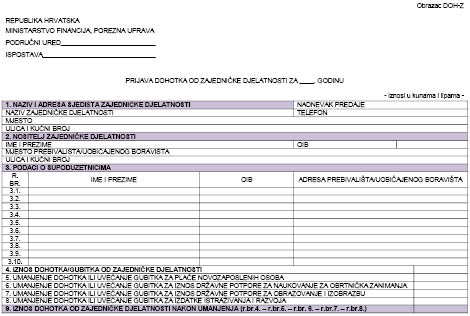 Obrazac DOH-Z
REPUBLIKA HRVATSKA
MINISTARSTVO FINANCIJA, POREZNA UPRAVA
PODRUČNI URED
ISPOSTAVA
PRIJAVA DOHOTKA OD ZAJEDNIČKE DJELATNOSTI ZA ____. GODINU
- iznosi u kunama i lipama -
1. NAZIV I ADRESA SJEDIŠTA ZAJEDNIČKE DJELATNOSTI NADNEVAK PREDAJE
NAZIV ZAJEDNIČKE DJELATNOSTI TELEFON
MJESTO
ULICA I KUĆNI BROJ
2. NOSITELJ ZAJEDNIČKE DJELATNOSTI
IME I PREZIME OIB
MJESTO PREBIVALIŠTA/UOBIČAJENOG BORAVIŠTA
ULICA I KUĆNI BROJ
3. PODACI O SUPODUZETNICIMA
R. BR. IME I PREZIME OIB ADRESA PREBIVALIŠTA/UOBIČAJENOG BORAVIŠTA
3.1.
3.2.
3.3.
3.4.
3.5.
3.6.
3.7.
3.8.
3.9.
3.10.
4. IZNOS DOHOTKA/GUBITKA OD ZAJEDNIČKE DJELATNOSTI
5. UMANJENJE DOHOTKA ILI UVEĆANJE GUBITKA ZA PLAĆE NOVOZAPOSLENIH OSOBA
6. UMANJENJE DOHOTKA ILI UVEĆANJE GUBITKA ZA IZNOS DRŽAVNE POTPORE ZA NAUKOVANJE ZA OBRTNIČKA ZANIMANJA
7. UMANJENJE DOHOTKA ILI UVEĆANJE GUBITKA ZA IZNOS DRŽAVNE POTPORE ZA OBRAZOVANJE I IZOBRAZBU
8. UMANJENJE DOHOTKA ILI UVEĆANJE GUBITKA ZA IZDATKE ISTRAŽIVANJA I RAZVOJA
9. IZNOS DOHOTKA OD ZAJEDNIČKE DJELATNOSTI NAKON UMANJENJA (r.br.4. – r.br.5. – r.br. 6. – r.br.7. – r.br.8.)